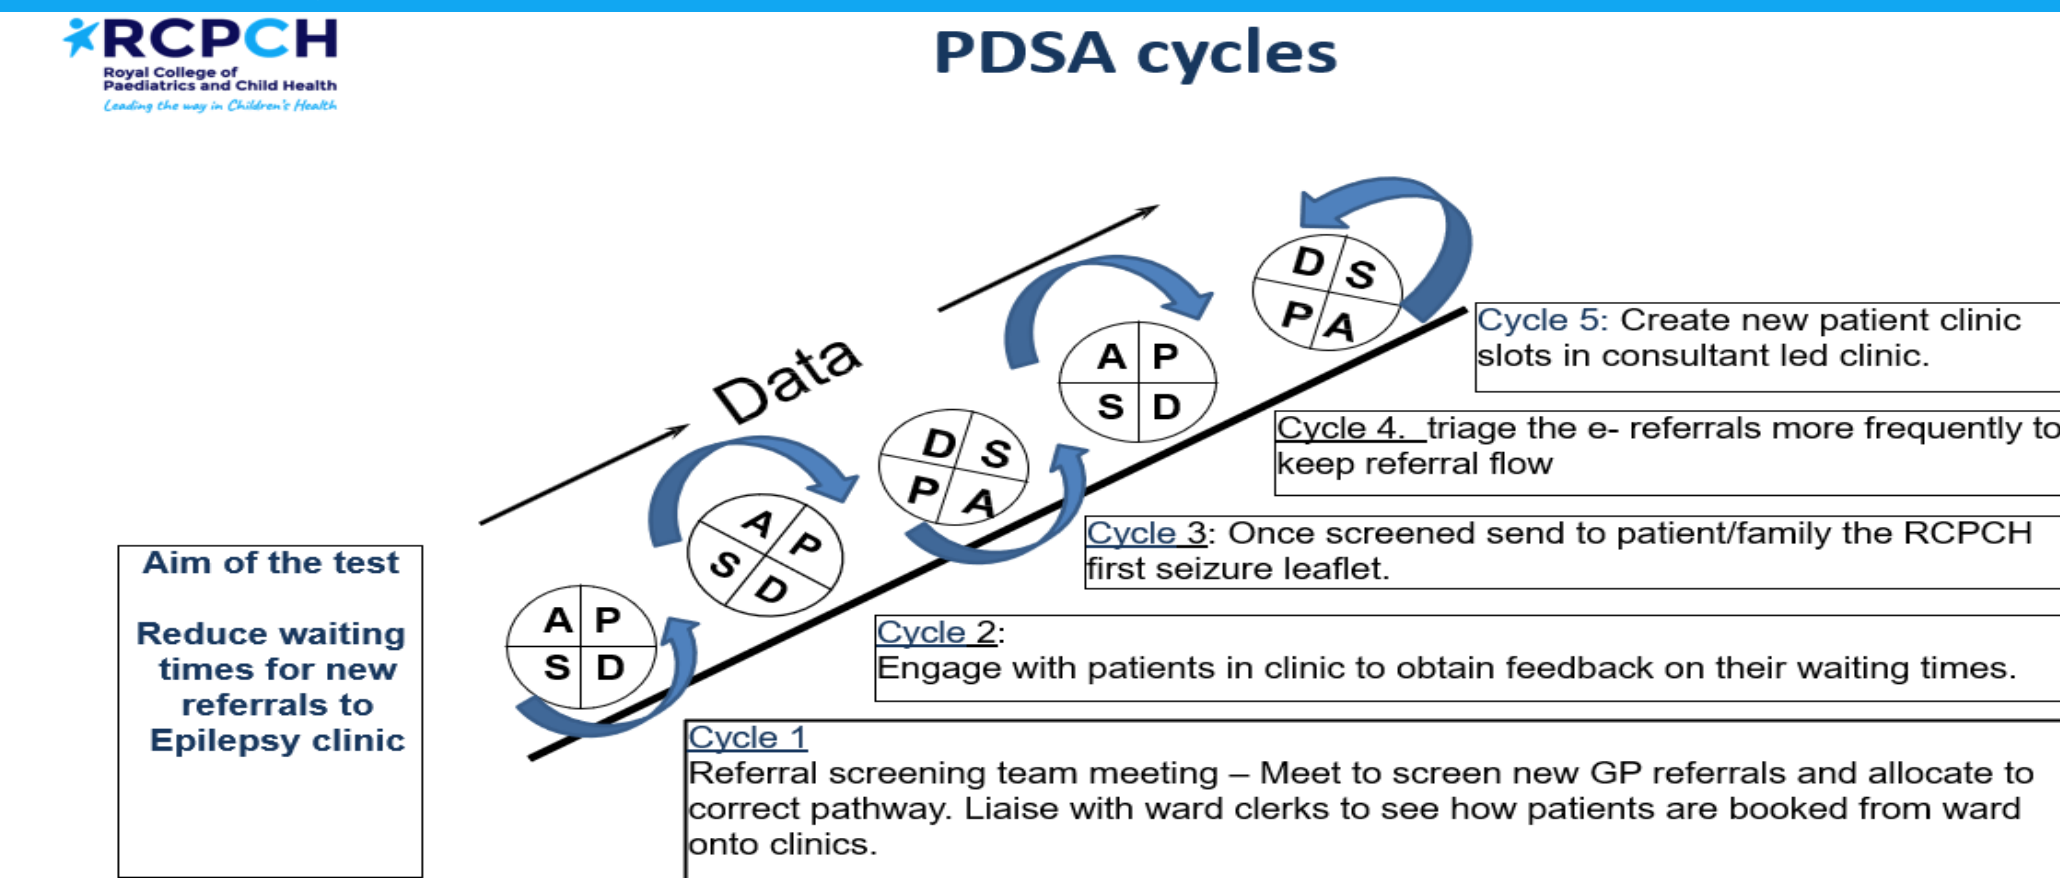 RCPCH
Royal College of
Paediatrics and Child Health
Leading the way in Children's Health
PDSA cycles
Data
D S
P A
A P
S D
D S
P A
A P
S D
A P
S D
Cycle 5: Create new patient clinic
slots in consultant led clinic.
Cycle 4. triage the e- referrals more frequently to
keep referral flow
Cycle 3: Once screened send to patient/family the RCPCH
first seizure leaflet.
Cycle 2:
Engage with patients in clinic to obtain feedback on their waiting times.
Cycle 1
Referral screening team meeting – Meet to screen new GP referrals and allocate to
correct pathway. Liaise with ward clerks to see how patients are booked from ward
onto clinics.
Aim of the test
Reduce waiting
times for new
referrals to
Epilepsy clinic